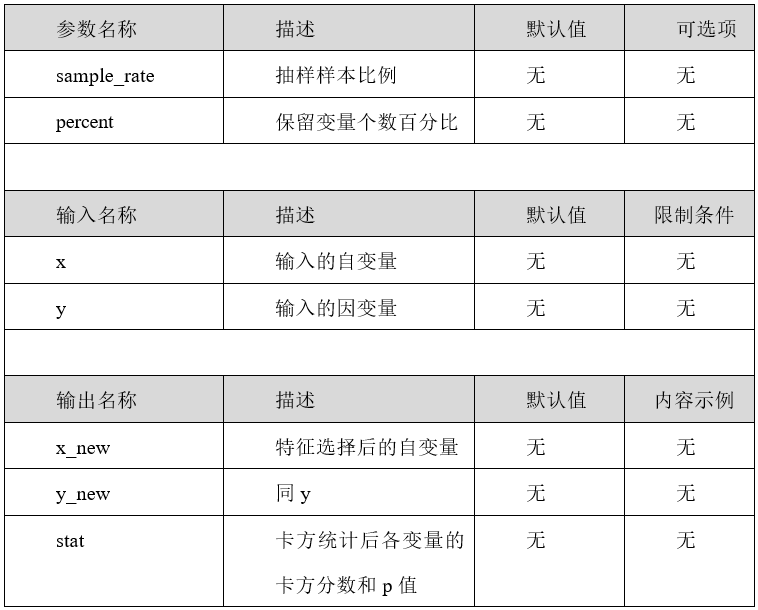 参数名称 描述 默认值 可选项
sample_rate 抽样样本比例 无 无
percent 保留变量个数百分比 无 无
输入名称 描述 默认值 限制条件
x 输入的自变量 无 无
y 输入的因变量 无 无
输出名称 描述 默认值 内容示例
x_new 特征选择后的自变量 无 无
y_new 同 y 无 无
stat 卡方统计后各变量的 无 无
卡方分数和 p 值